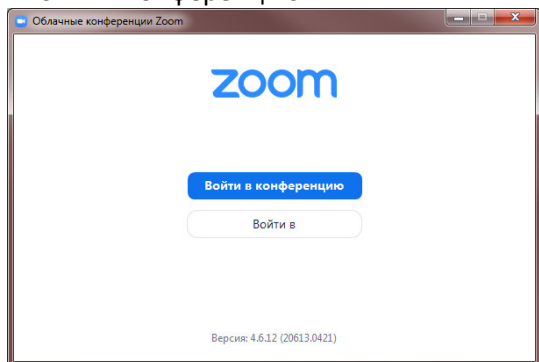 Облачные конференции Zoom
zoom
Войти в конференцию
Войти в
Версия: 4.6.12 (20613.0421)